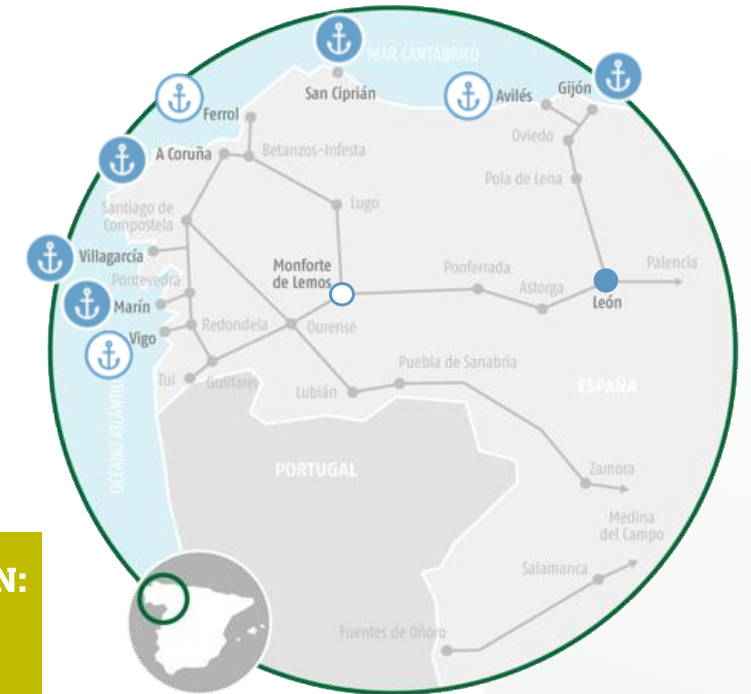 MAR CANTÁBRICO
San Ciprián
Ferrol
Avilés
Gijón
A Coruña
Betanzos-Infesta
Oviedo
Pola de Lena
Santiago de
Compostela
Lugo
Villagarcía
Monforte
de Lemos
Ponferrada
Palencia
Pontevedra
Astorga
León
Marín
Redondela
Ourense
Vigo
Puebla de Sanabria
Tui
Guillarei
Lubián
ESPAÑA
OCÉANO ATLÁNTICO
PORTUGAL
Zamora
Medina
del Campo
N:
Salamanca
Fuentes de Oñoro